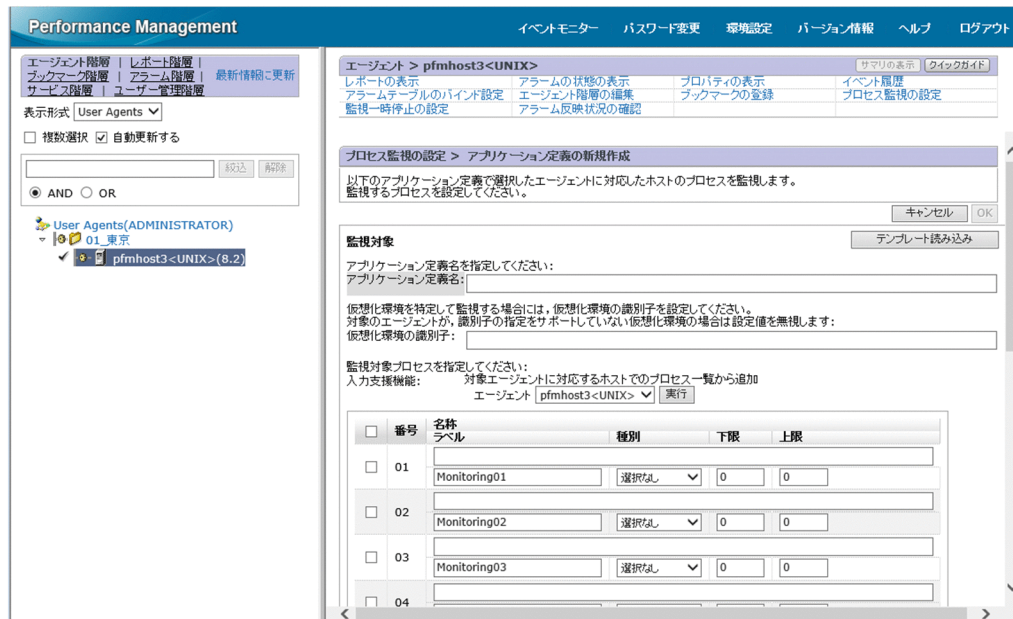 Performance Management
イベントモニター パスワード変更 環境設定 バージョン情報 ヘルプ ログアウト
エージェント階層 | レポート階層 |
ブックマーク階層 | アラーム階層 | 最新情報に更新
サービス階層 | ユーザー管理階層
表示形式 User Agents
複数選択 自動更新する
絞込 解除
AND OR
User Agents(ADMINISTRATOR)
01_東京
pfmhost3<UNIX>(8.2)
エージェント > pfmhost3<UNIX> サマリの表示 クイックガイド
レポートの表示 アラームの状態の表示 プロパティの表示 イベント履歴
アラームテーブルのバインド設定 エージェント階層の編集 ブックマークの登録 プロセス監視の設定
監視一時停止の設定 アラーム反映状況の確認
プロセス監視の設定 > アプリケーション定義の新規作成
以下のアプリケーション定義で選択したエージェントに対応したホストのプロセスを監視します。
監視するプロセスを設定してください。
キャンセル OK
監視対象 テンプレート読み込み
アプリケーション定義名を指定してください:
アプリケーション定義名:
仮想化環境を特定して監視する場合には,仮想化環境の識別子を設定してください。
対象のエージェントが,識別子の指定をサポートしていない仮想化環境の場合は設定値を無視します:
仮想化環境の識別子:
監視対象プロセスを指定してください:
入力支援機能: 対象エージェントに対応するホストでのプロセス一覧から追加
エージェント pfmhost3<UNIX> 実行
番号 名称
ラベル 種別 下限 上限
01
Monitoring01 選択なし 0 0
02
Monitoring02 選択なし 0 0
03
Monitoring03 選択なし 0 0
04